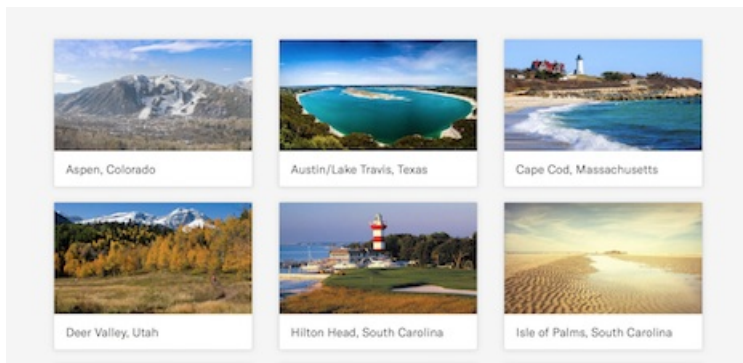 Aspen, Colorado
Austin/Lake Travis, Texas
Cape Cod, Massachusetts
Deer Valley, Utah
Hilton Head, South Carolina
Isle of Palms, South Carolina